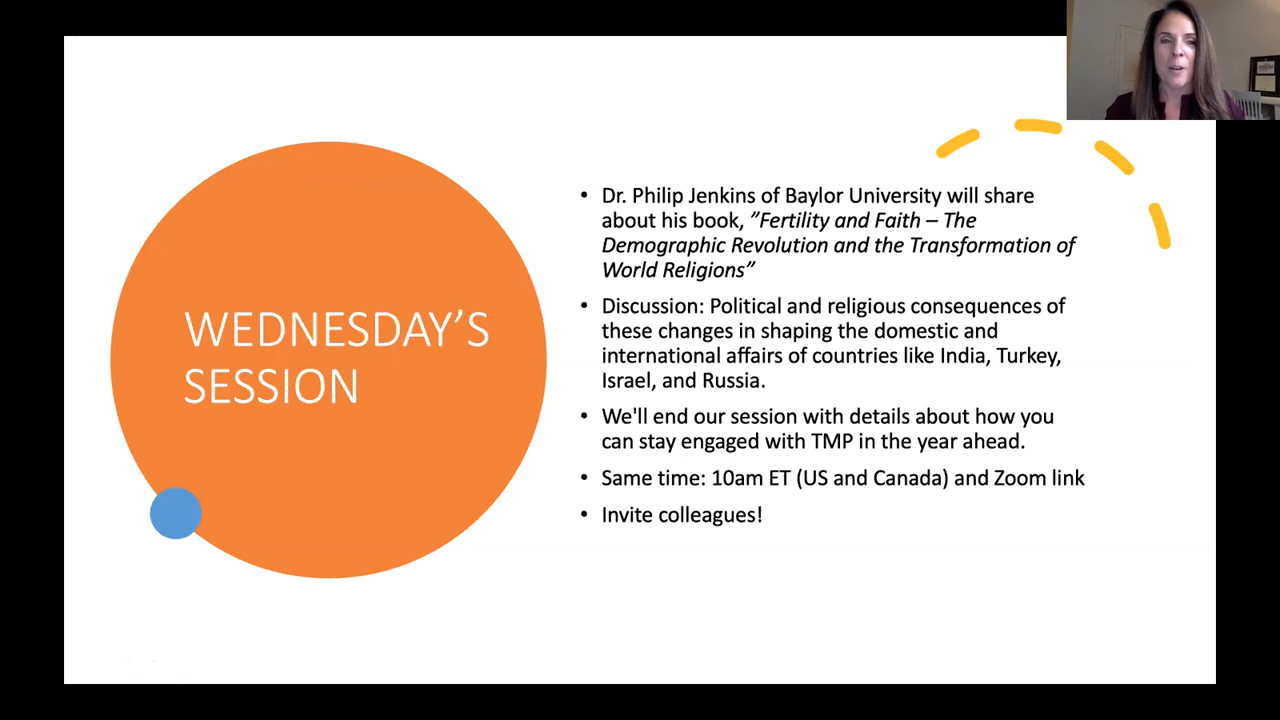 WEDNESDAY'S
SESSION
• Dr. Philip Jenkins of Baylor University will share
about his book, ”Fertility and Faith – The
Demographic Revolution and the Transformation of
World Religions”
• Discussion: Political and religious consequences of
these changes in shaping the domestic and
international affairs of countries like India, Turkey,
Israel, and Russia.
• We'll end our session with details about how you
can stay engaged with TMP in the year ahead.
• Same time: 10am ET (US and Canada) and Zoom link
• Invite colleagues!